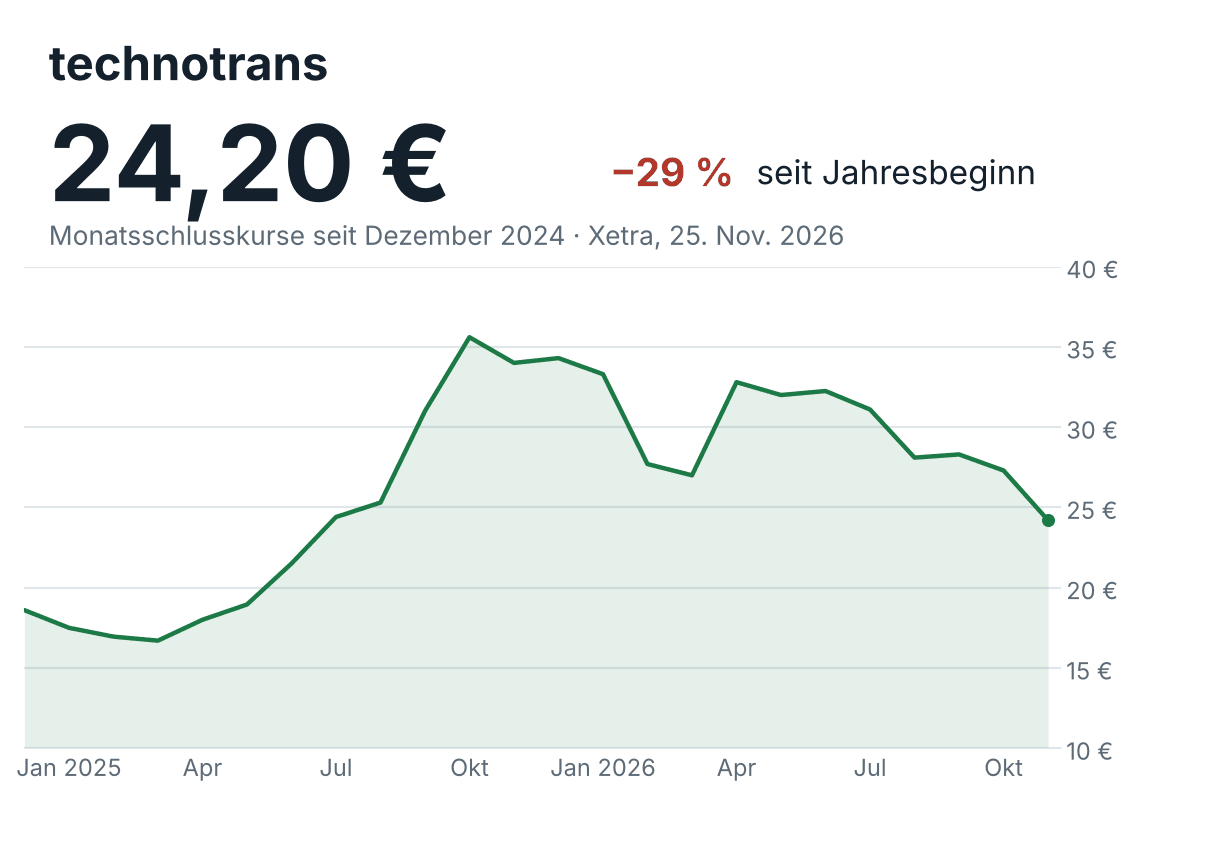 technotrans
24,20 €
−29 % seit Jahresbeginn
Monatsschlusskurse seit Dezember 2024 · Xetra, 25. Nov. 2026
40 €
35 €
30 €
25 €
20 €
15 €
10 €
Jan 2025 Apr Jul Okt Jan 2026 Apr Jul Okt